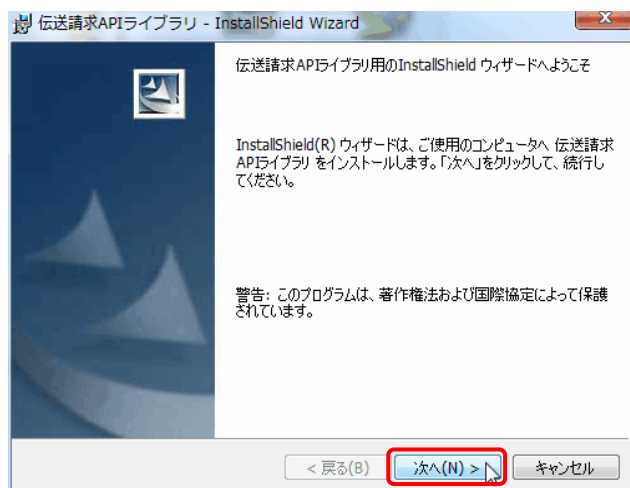 伝送請求APIライブラリ - InstallShield Wizard
伝送請求APIライブラリ用のInstallShield ウィザードへようこそ
InstallShield(R) ウィザードは、ご使用のコンピュータへ 伝送請求
APIライブラリ をインストールします。「次へ」をクリックして、続行し
てください。
警告: このプログラムは、著作権法および国際協定によって保護
されています。
< 戻る(B)
次へ(N) >
キャンセル